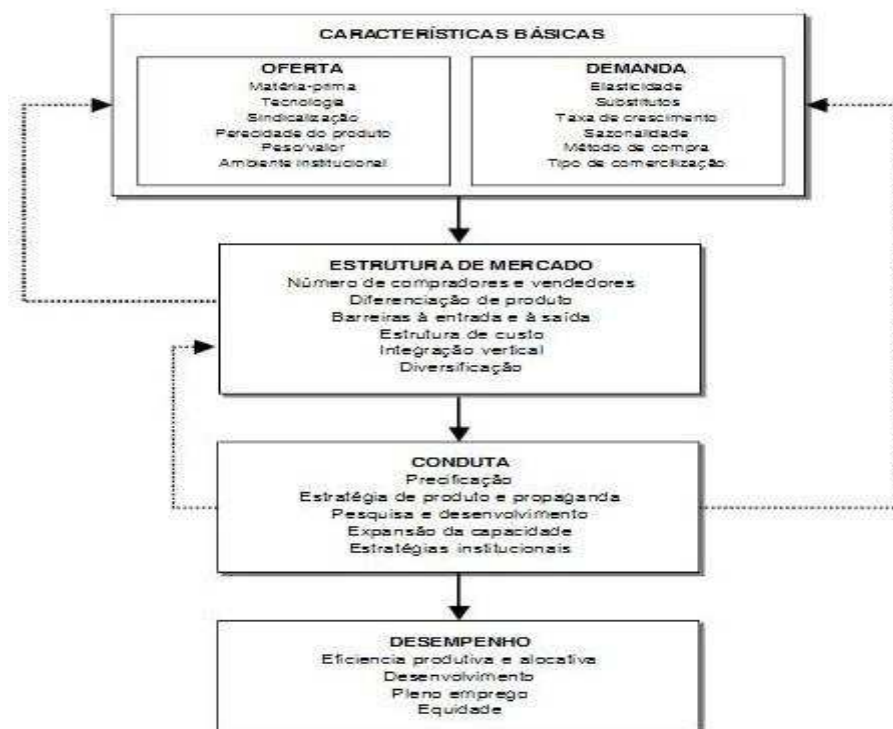 CARACTERÍSTICAS BÁSICAS
OFERTA
Matéria-prima
Tecnologia
Sindicalização
Perecidade do produto
Peso/valor
Ambiente institucional
DEMANDA
Elasticidade
Substitutos
Taxa de crescimento
Sazonalidade
Método de compra
Tipo de comercilização
ESTRUTURA DE MERCADO
Número de compradores e vendedores
Diferenciação de produto
Barreiras à entrada e à saída
Estrutura de custo
Integração vertical
Diversificação
CONDUTA
Precificação
Estratégia de produto e propaganda
Pesquisa e desenvolvimento
Expansão da capacidade
Estratégias institucionais
DESEMPENHO
Eficiencia produtiva e alocativa
Desenvolvimento
Pleno emprego
Equidade